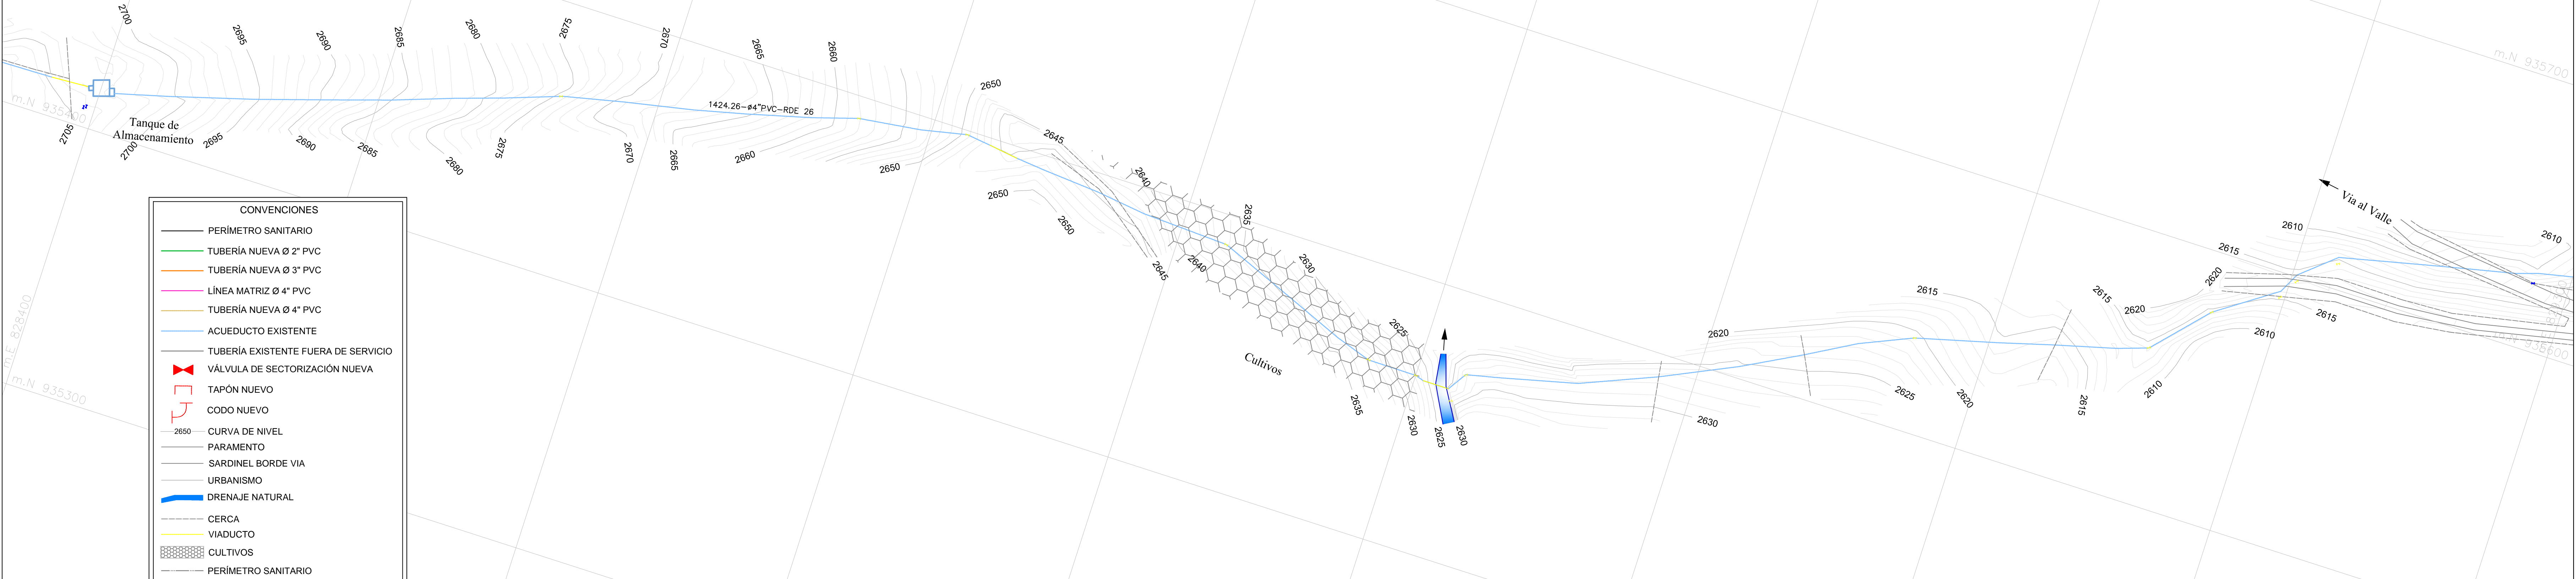 2700
2695
2690
2685
2680
2675
2670
2665
2660
2650
m.N 935700
m.N 935400
2705
Tanque de
Almacenamiento
2700
2695
2690
2685
2680
2675
2670
2665
2660
2650
1424.26-ø4"PVC-RDE 26
2645
2640
2650
2650
2645
2640
2635
2630
2625
Cultivos
2635
2630
2625
2630
2620
2630
2615
2625
2620
2615
2615
2620
2610
2620
2615
2610
2610
2615
Via al Valle
2610
m.E 828400
m.N 935300
CONVENCIONES
PERÍMETRO SANITARIO
TUBERÍA NUEVA Ø 2" PVC
TUBERÍA NUEVA Ø 3" PVC
LÍNEA MATRIZ Ø 4" PVC
TUBERÍA NUEVA Ø 4" PVC
ACUEDUCTO EXISTENTE
TUBERÍA EXISTENTE FUERA DE SERVICIO
VÁLVULA DE SECTORIZACIÓN NUEVA
TAPÓN NUEVO
CODO NUEVO
2650 CURVA DE NIVEL
PARAMENTO
SARDINEL BORDE VIA
URBANISMO
DRENAJE NATURAL
CERCA
VIADUCTO
CULTIVOS
PERÍMETRO SANITARIO